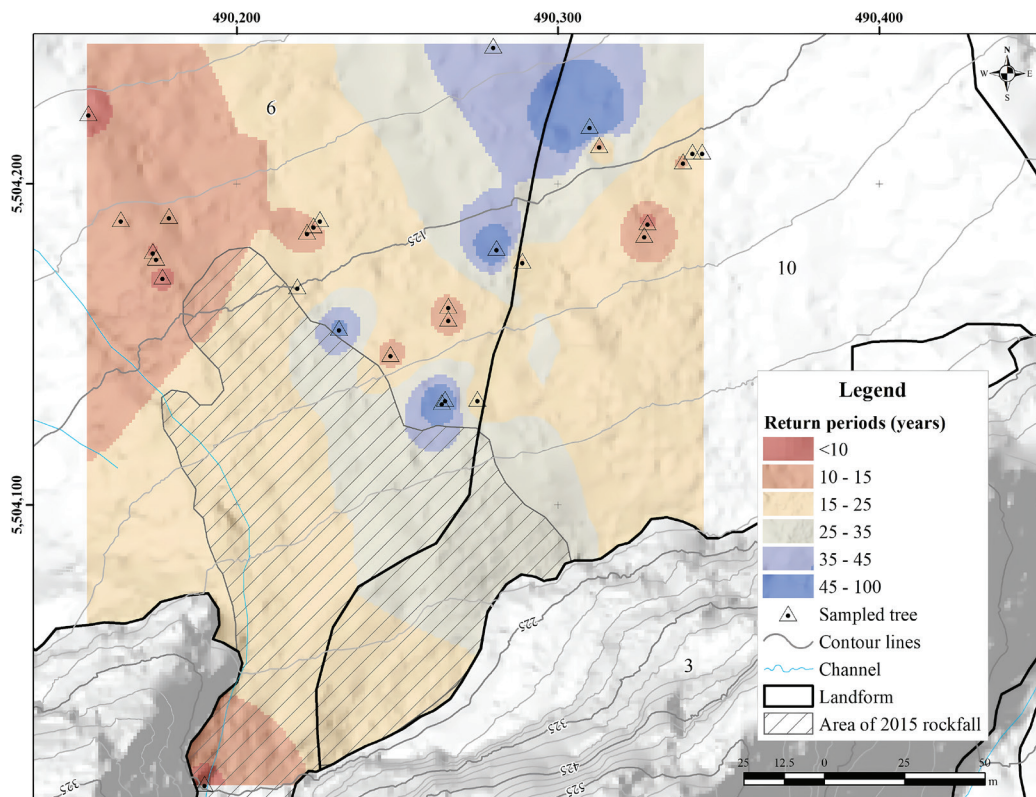 490,200
490,300
490,400
N
W E
S
6
5,504,200
125
10
5,504,100
225
3
325
425
525
325
Legend
Return periods (years)
<10
10 - 15
15 - 25
25 - 35
35 - 45
45 - 100
Sampled tree
Contour lines
Channel
Landform
Area of 2015 rockfall
25 12.5 0 25 50
m